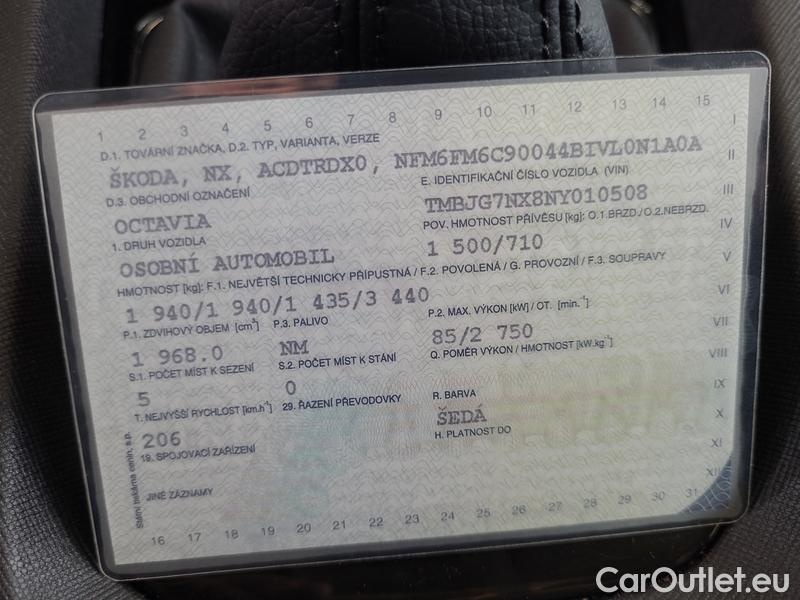 1 2 3 4 5 6 7 8 9 10 11 12 13 14 15
D.1. TOVÁRNÍ ZNAČKA, D.2. TYP, VARIANTA, VERZE I
ŠKODA, NX, ACDTRDX0, NFM6FM6C90044BIVL0N1A0A
D.3. OBCHODNÍ OZNAČENÍ E. IDENTIFIKAČNÍ ČÍSLO VOZIDLA (VIN) II
OCTAVIA TMBJG7NX8NY010508 III
1. DRUH VOZIDLA POV. HMOTNOST PŘÍVĚSU [kg]: O.1.BRZD./O.2.NEBRZD.
OSOBNÍ AUTOMOBIL 1 500/710 IV
HMOTNOST [kg]: F.1. NEJVĚTŠÍ TECHNICKY PŘÍPUSTNÁ / F.2. POVOLENÁ / G. PROVOZNÍ / F.3. SOUPRAVY V
1 940/1 940/1 435/3 440 VI
P.1. ZDVIHOVÝ OBJEM [cm³] P.3. PALIVO P.2. MAX. VÝKON [kW] / OT. [min.⁻¹]
1 968.0 NM 85/2 750 VII
S.1. POČET MÍST K SEZENÍ S.2. POČET MÍST K STÁNÍ Q. POMĚR VÝKON / HMOTNOST [kW.kg⁻¹] VIII
5 0
T. NEJVYŠŠÍ RYCHLOST [km.h⁻¹] 29. ŘAZENÍ PŘEVODOVKY R. BARVA IX
206 ŠEDÁ X
19. SPOJOVACÍ ZAŘÍZENÍ H. PLATNOST DO XI
JINÉ ZÁZNAMY XII
Státní tiskárna cenin, s.p.
16 17 18 19 20 21 22 23 24 25 26 27 28 29 30 31
CarOutlet.eu